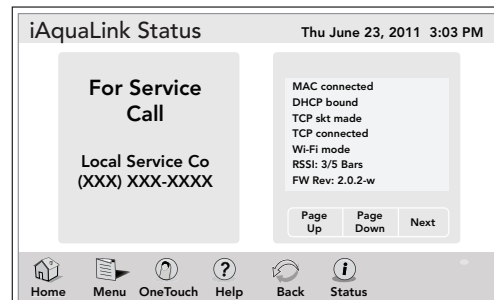 iAquaLink Status
Thu June 23, 2011 3:03 PM
For Service
Call
Local Service Co
(XXX) XXX-XXXX
MAC connected
DHCP bound
TCP skt made
TCP connected
Wi-Fi mode
RSSI: 3/5 Bars
FW Rev: 2.0.2-w
Page Up
Page Down
Next
Home
Menu
OneTouch
Help
Back
Status